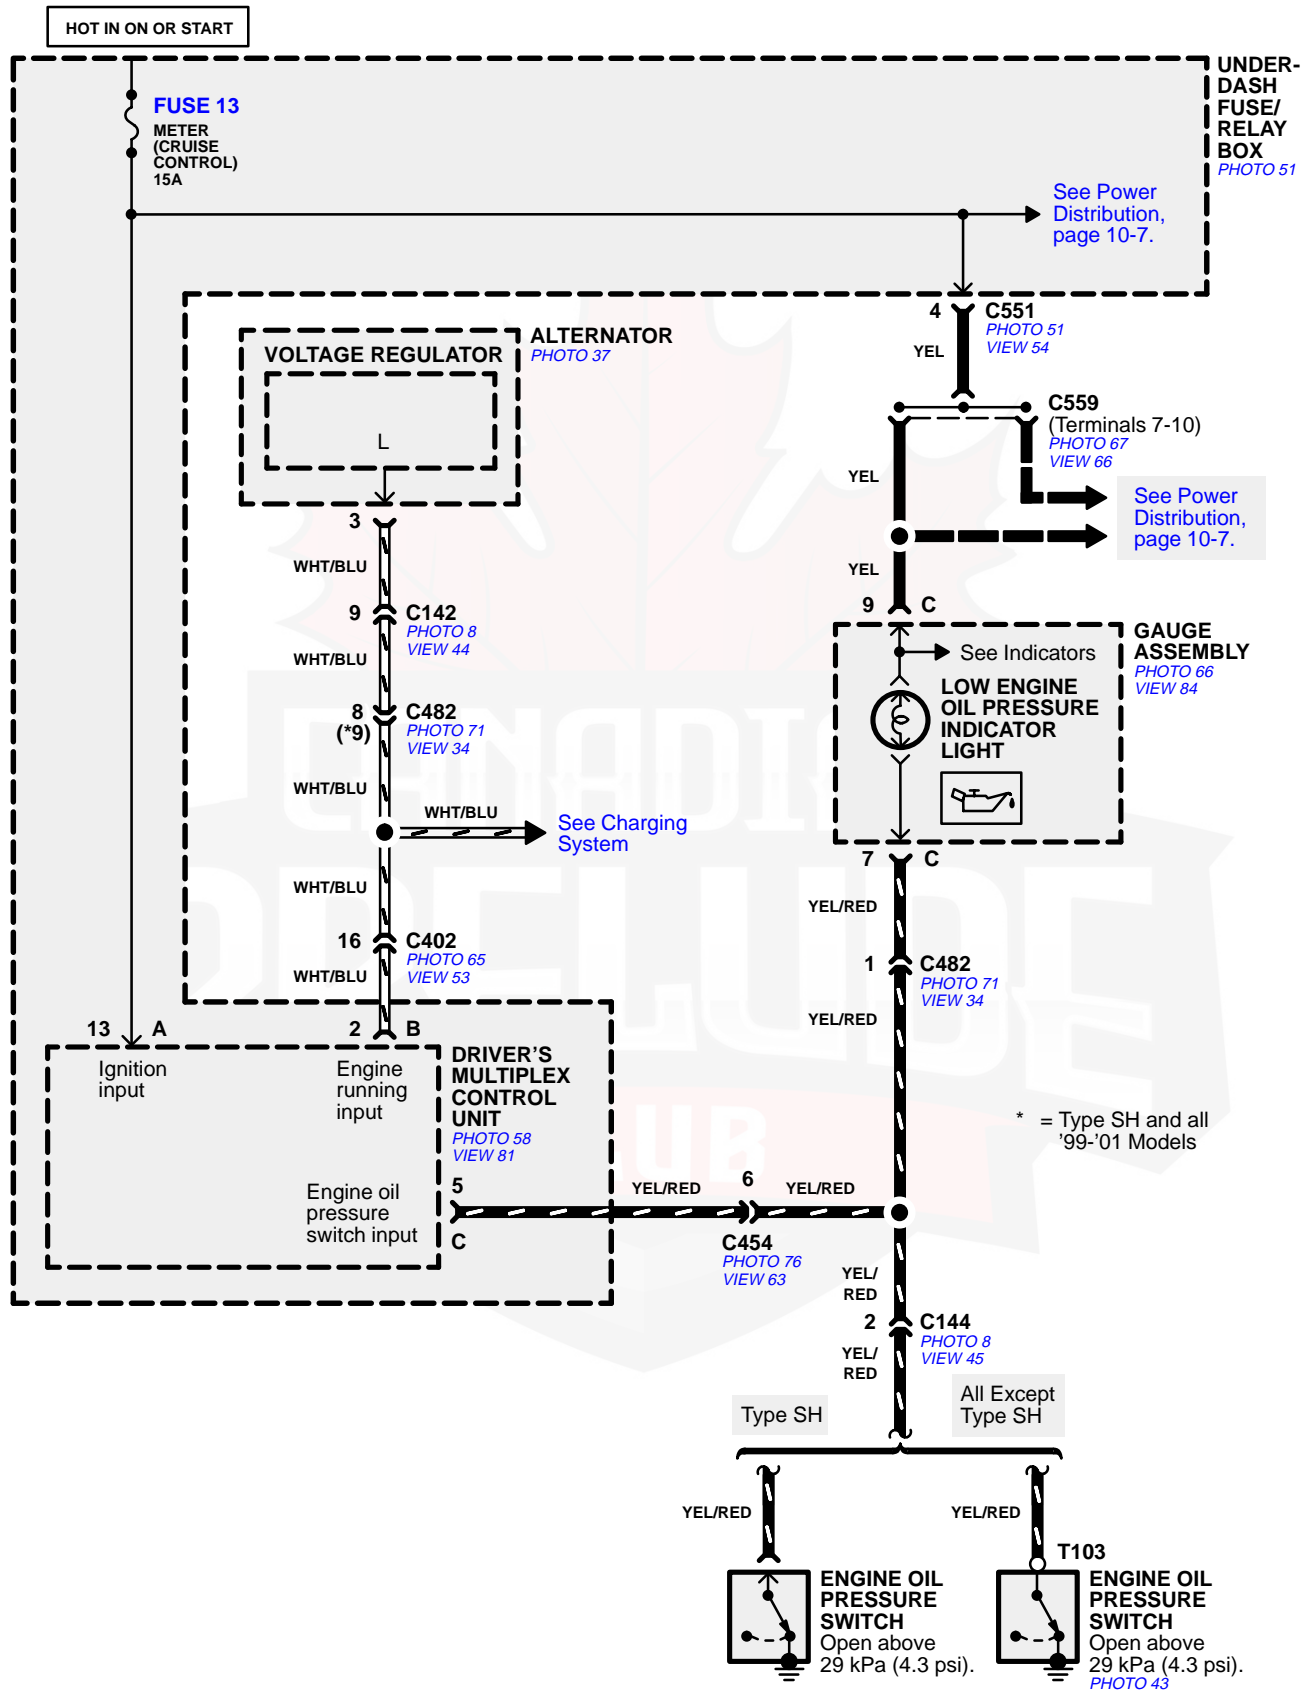 HOT IN ON OR START
UNDER-
DASH
FUSE/
RELAY
BOX
PHOTO 51
FUSE 13
METER
(CRUISE
CONTROL)
15A
See Power
Distribution,
page 10-7.
4
C551
PHOTO 51
VIEW 54
YEL
ALTERNATOR
PHOTO 37
VOLTAGE REGULATOR
L
C559
(Terminals 7-10)
PHOTO 67
VIEW 66
YEL
See Power
Distribution,
page 10-7.
3
WHT/BLU
YEL
9
C142
PHOTO 8
VIEW 44
9 C
WHT/BLU
GAUGE
ASSEMBLY
PHOTO 66
VIEW 84
See Indicators
LOW ENGINE
OIL PRESSURE
INDICATOR
LIGHT
8
(*9)
C482
PHOTO 71
VIEW 34
WHT/BLU
WHT/BLU
See Charging
System
7 C
WHT/BLU
YEL/RED
16
C402
PHOTO 65
VIEW 53
WHT/BLU
1
C482
PHOTO 71
VIEW 34
YEL/RED
13 A
2 B
Ignition
input
Engine
running
input
DRIVER'S
MULTIPLEX
CONTROL
UNIT
PHOTO 58
VIEW 81
* = Type SH and all
'99-'01 Models
Engine oil
pressure
switch input
5
C
YEL/RED
6
YEL/RED
C454
PHOTO 76
VIEW 63
YEL/
RED
2
C144
PHOTO 8
VIEW 45
YEL/
RED
Type SH
All Except
Type SH
YEL/RED
YEL/RED
T103
ENGINE OIL
PRESSURE
SWITCH
Open above
29 kPa (4.3 psi).
ENGINE OIL
PRESSURE
SWITCH
Open above
29 kPa (4.3 psi).
PHOTO 43
CANADIAN
PRELUDE
CLUB